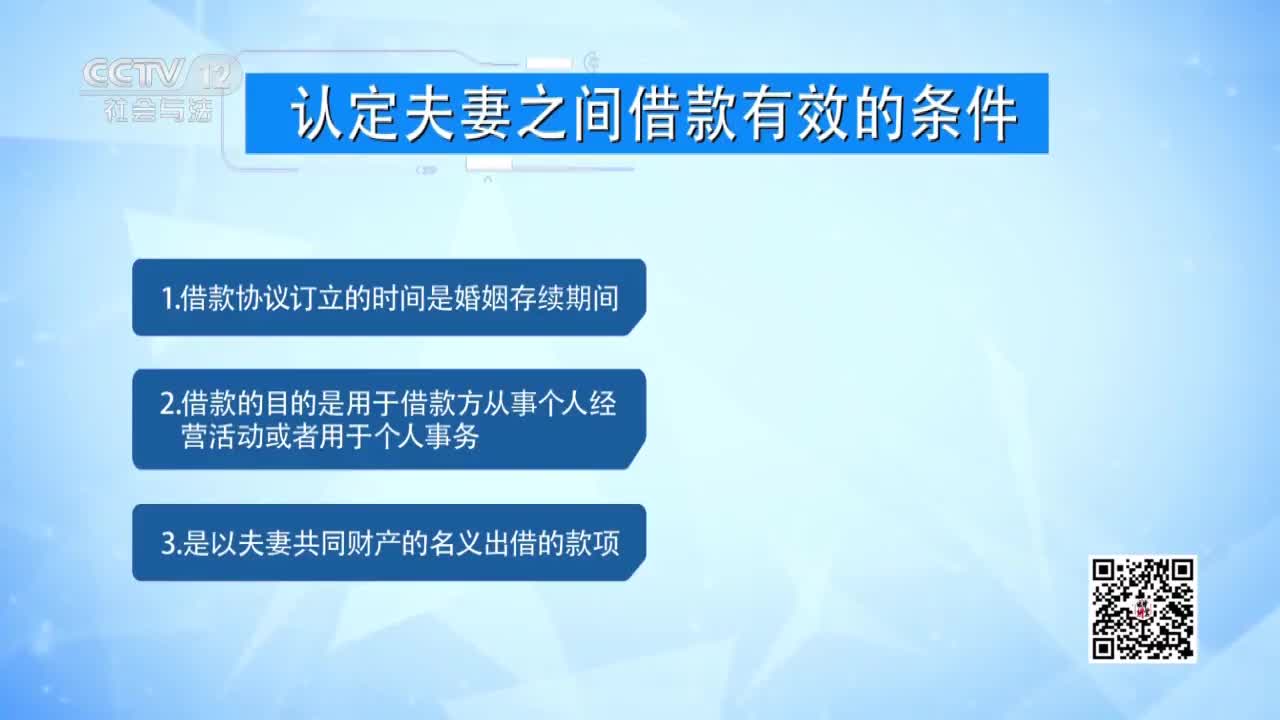 CCTV 12
社会与法
认定夫妻之间借款有效的条件
1.借款协议订立的时间是婚姻存续期间
2.借款的目的是用于借款方从事个人经
营活动或者用于个人事务
3.是以夫妻共同财产的名义出借的款项